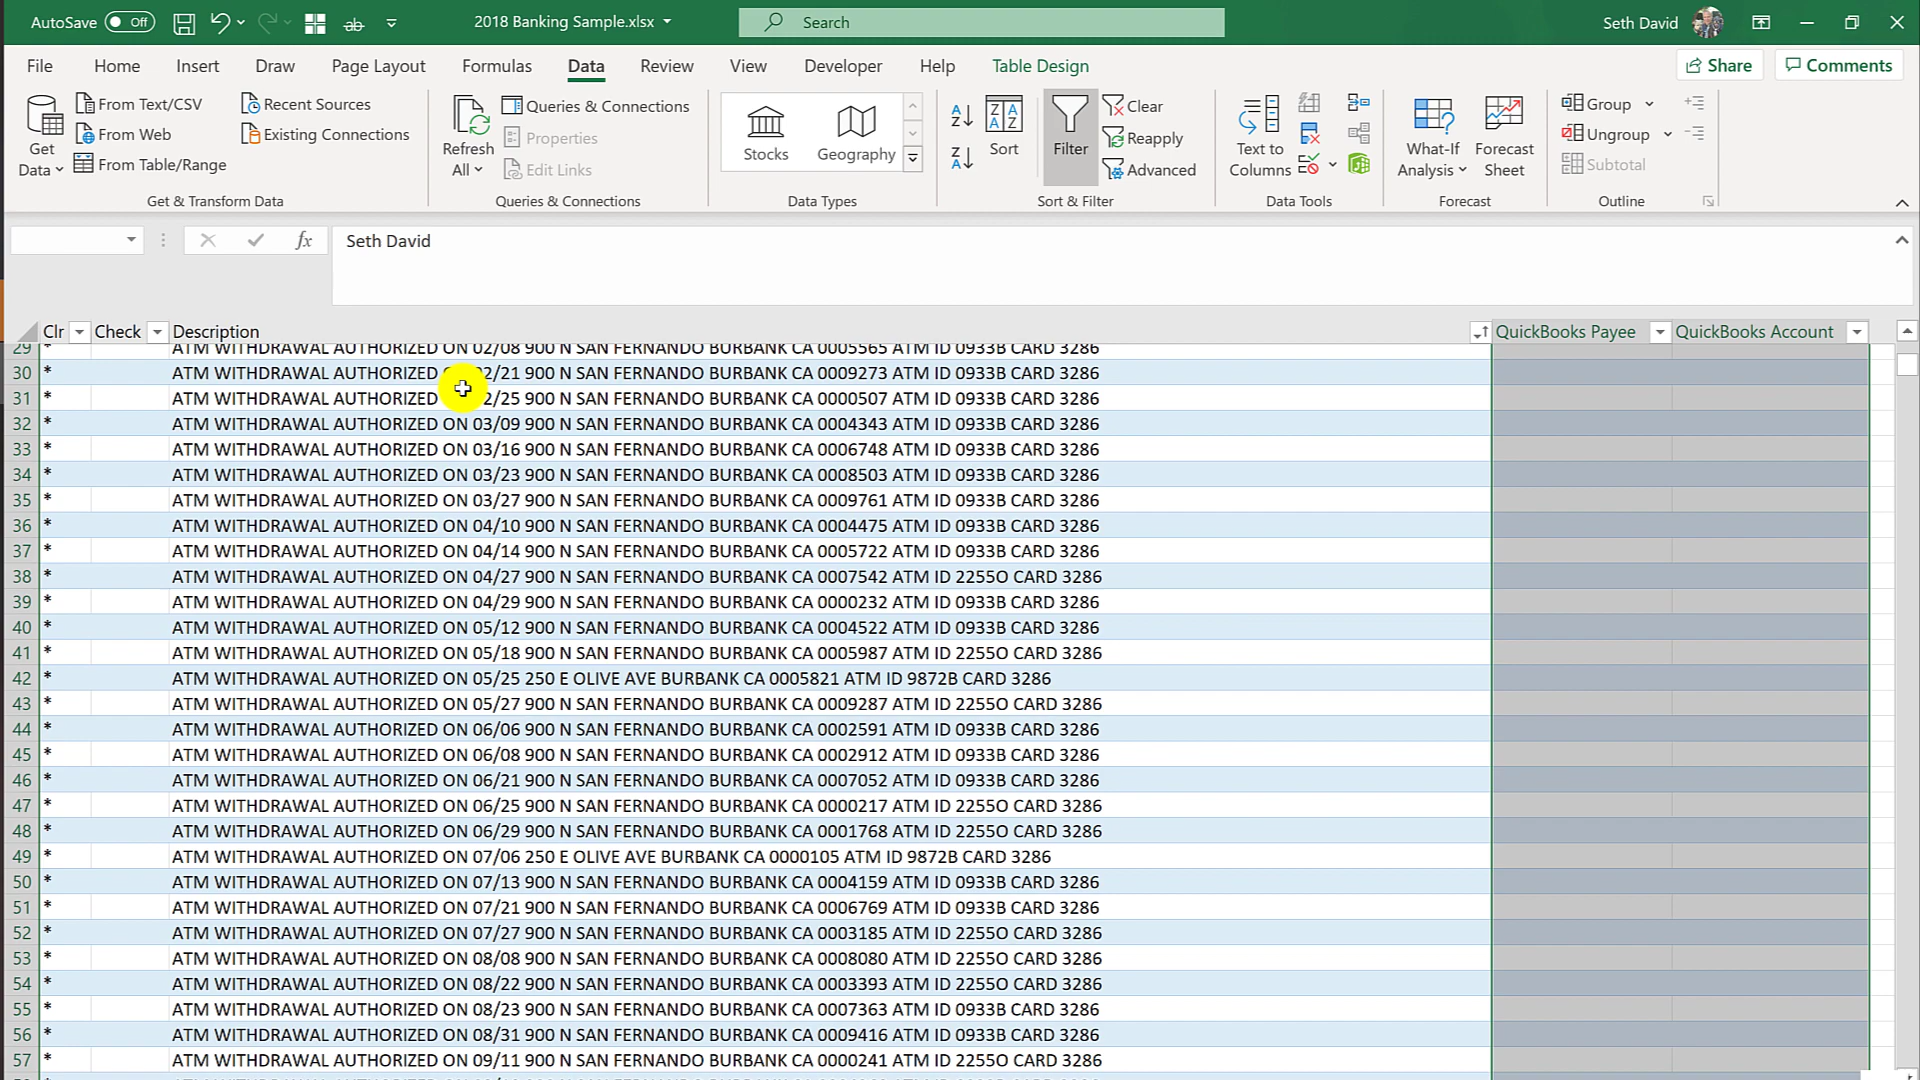 AutoSave Off 2018 Banking Sample.xlsx Search Seth David
File Home Insert Draw Page Layout Formulas Data Review View Developer Help Table Design Share Comments
Get Data
From Text/CSV
From Web
From Table/Range
Recent Sources
Existing Connections
Get & Transform Data
Refresh All
Queries & Connections
Properties
Edit Links
Queries & Connections
Stocks Geography
Data Types
Sort
Filter
Clear
Reapply
Advanced
Sort & Filter
Text to Columns
Data Tools
What-If Analysis
Forecast Sheet
Forecast
Group
Ungroup
Subtotal
Outline
fx Seth David
Clr Check Description QuickBooks Payee QuickBooks Account
29 * ATM WITHDRAWAL AUTHORIZED ON 02/08 900 N SAN FERNANDO BURBANK CA 0005565 ATM ID 0933B CARD 3286
30 * ATM WITHDRAWAL AUTHORIZED 02/21 900 N SAN FERNANDO BURBANK CA 0009273 ATM ID 0933B CARD 3286
31 * ATM WITHDRAWAL AUTHORIZED 2/25 900 N SAN FERNANDO BURBANK CA 0000507 ATM ID 0933B CARD 3286
32 * ATM WITHDRAWAL AUTHORIZED ON 03/09 900 N SAN FERNANDO BURBANK CA 0004343 ATM ID 0933B CARD 3286
33 * ATM WITHDRAWAL AUTHORIZED ON 03/16 900 N SAN FERNANDO BURBANK CA 0006748 ATM ID 0933B CARD 3286
34 * ATM WITHDRAWAL AUTHORIZED ON 03/23 900 N SAN FERNANDO BURBANK CA 0008503 ATM ID 0933B CARD 3286
35 * ATM WITHDRAWAL AUTHORIZED ON 03/27 900 N SAN FERNANDO BURBANK CA 0009761 ATM ID 0933B CARD 3286
36 * ATM WITHDRAWAL AUTHORIZED ON 04/10 900 N SAN FERNANDO BURBANK CA 0004475 ATM ID 0933B CARD 3286
37 * ATM WITHDRAWAL AUTHORIZED ON 04/14 900 N SAN FERNANDO BURBANK CA 0005722 ATM ID 0933B CARD 3286
38 * ATM WITHDRAWAL AUTHORIZED ON 04/27 900 N SAN FERNANDO BURBANK CA 0007542 ATM ID 2255O CARD 3286
39 * ATM WITHDRAWAL AUTHORIZED ON 04/29 900 N SAN FERNANDO BURBANK CA 0000232 ATM ID 0933B CARD 3286
40 * ATM WITHDRAWAL AUTHORIZED ON 05/12 900 N SAN FERNANDO BURBANK CA 0004522 ATM ID 0933B CARD 3286
41 * ATM WITHDRAWAL AUTHORIZED ON 05/18 900 N SAN FERNANDO BURBANK CA 0005987 ATM ID 2255O CARD 3286
42 * ATM WITHDRAWAL AUTHORIZED ON 05/25 250 E OLIVE AVE BURBANK CA 0005821 ATM ID 9872B CARD 3286
43 * ATM WITHDRAWAL AUTHORIZED ON 05/27 900 N SAN FERNANDO BURBANK CA 0009287 ATM ID 2255O CARD 3286
44 * ATM WITHDRAWAL AUTHORIZED ON 06/06 900 N SAN FERNANDO BURBANK CA 0002591 ATM ID 0933B CARD 3286
45 * ATM WITHDRAWAL AUTHORIZED ON 06/08 900 N SAN FERNANDO BURBANK CA 0002912 ATM ID 0933B CARD 3286
46 * ATM WITHDRAWAL AUTHORIZED ON 06/21 900 N SAN FERNANDO BURBANK CA 0007052 ATM ID 0933B CARD 3286
47 * ATM WITHDRAWAL AUTHORIZED ON 06/25 900 N SAN FERNANDO BURBANK CA 0000217 ATM ID 2255O CARD 3286
48 * ATM WITHDRAWAL AUTHORIZED ON 06/29 900 N SAN FERNANDO BURBANK CA 0001768 ATM ID 2255O CARD 3286
49 * ATM WITHDRAWAL AUTHORIZED ON 07/06 250 E OLIVE AVE BURBANK CA 0000105 ATM ID 9872B CARD 3286
50 * ATM WITHDRAWAL AUTHORIZED ON 07/13 900 N SAN FERNANDO BURBANK CA 0004159 ATM ID 0933B CARD 3286
51 * ATM WITHDRAWAL AUTHORIZED ON 07/21 900 N SAN FERNANDO BURBANK CA 0006769 ATM ID 0933B CARD 3286
52 * ATM WITHDRAWAL AUTHORIZED ON 07/27 900 N SAN FERNANDO BURBANK CA 0003185 ATM ID 2255O CARD 3286
53 * ATM WITHDRAWAL AUTHORIZED ON 08/08 900 N SAN FERNANDO BURBANK CA 0008080 ATM ID 2255O CARD 3286
54 * ATM WITHDRAWAL AUTHORIZED ON 08/22 900 N SAN FERNANDO BURBANK CA 0003393 ATM ID 2255O CARD 3286
55 * ATM WITHDRAWAL AUTHORIZED ON 08/23 900 N SAN FERNANDO BURBANK CA 0007363 ATM ID 0933B CARD 3286
56 * ATM WITHDRAWAL AUTHORIZED ON 08/31 900 N SAN FERNANDO BURBANK CA 0009416 ATM ID 0933B CARD 3286
57 * ATM WITHDRAWAL AUTHORIZED ON 09/11 900 N SAN FERNANDO BURBANK CA 0000241 ATM ID 2255O CARD 3286